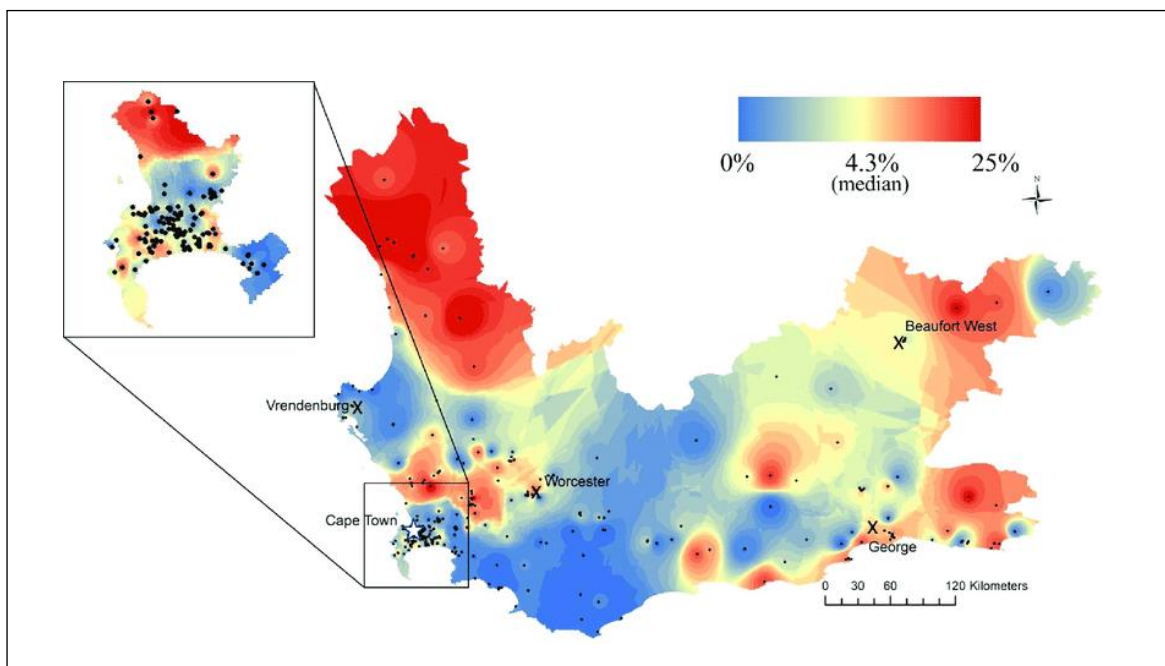 0%
4.3%
25%
(median)
N
Beaufort West
X
Vrendenburg
X
Worcester
X
Cape Town
X
George
0 30 60 120 Kilometers